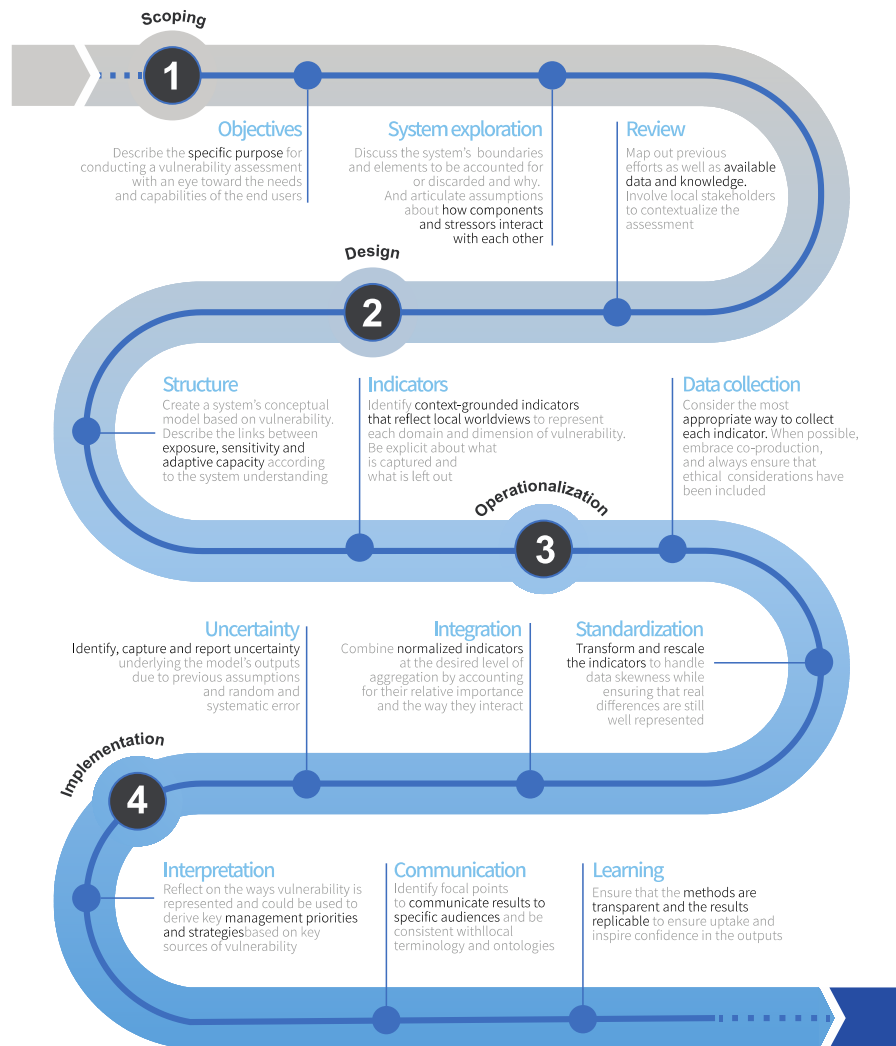 Scoping
1
Objectives
Describe the specific purpose for
conducting a vulnerability assessment
with an eye toward the needs
and capabilities of the end users
System exploration
Discuss the system's boundaries
and elements to be accounted for
or discarded and why.
And articulate assumptions
about how components
and stressors interact
with each other
Review
Map out previous
efforts as well as available
data and knowledge.
Involve local stakeholders
to contextualize the
assessment
Design
2
Structure
Create a system's conceptual
model based on vulnerability.
Describe the links between
exposure, sensitivity and
adaptive capacity according
to the system understanding
Indicators
Identify context-grounded indicators
that reflect local worldviews to represent
each domain and dimension of vulnerability.
Be explicit about what
is captured and
what is left out
Data collection
Consider the most
appropriate way to collect
each indicator. When possible,
embrace co-production,
and always ensure that
ethical considerations have
been included
Operationalization
3
Standardization
Transform and rescale
the indicators to handle
data skewness while
ensuring that real
differences are still
well represented
Integration
Combine normalized indicators
at the desired level of
aggregation by accounting
for their relative importance
and the way they interact
Uncertainty
Identify, capture and report uncertainty
underlying the model's outputs
due to previous assumptions
and random and
systematic error
Implementation
4
Interpretation
Reflect on the ways vulnerability is
represented and could be used to
derive key management priorities
and strategiesbased on key
sources of vulnerability
Communication
Identify focal points
to communicate results to
specific audiences and be
consistent withllocal
terminology and ontologies
Learning
Ensure that the methods are
transparent and the results
replicable to ensure uptake and
inspire confidence in the outputs